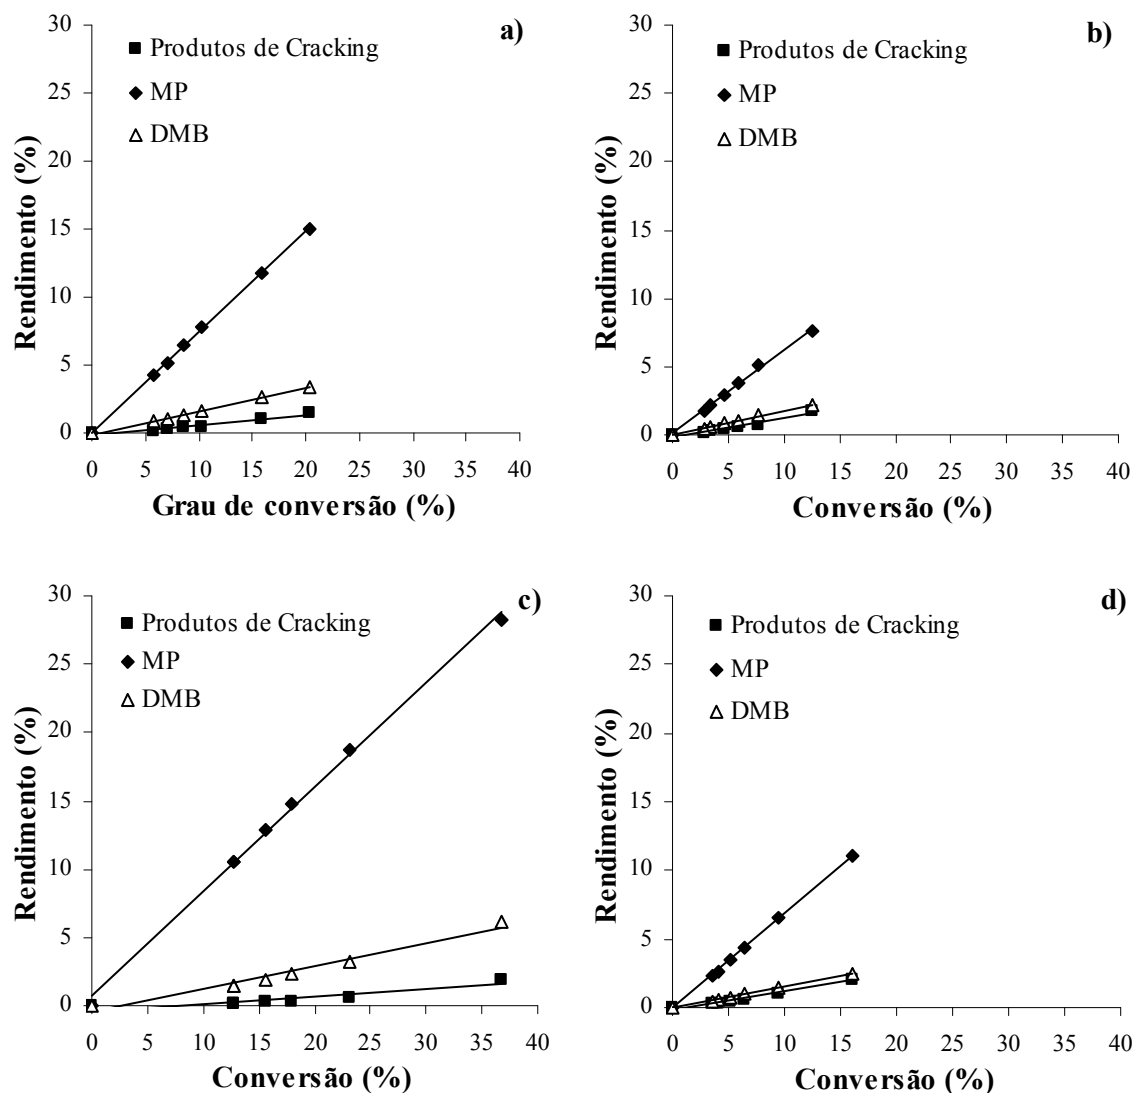 a)
Produtos de Cracking
MP
DMB
Rendimento (%)
30
25
20
15
10
5
0
0 5 10 15 20 25 30 35 40
Grau de conversão (%)
b)
Produtos de Cracking
MP
DMB
Rendimento (%)
30
25
20
15
10
5
0
0 5 10 15 20 25 30 35 40
Conversão (%)
c)
Produtos de Cracking
MP
DMB
Rendimento (%)
30
25
20
15
10
5
0
0 5 10 15 20 25 30 35 40
Conversão (%)
d)
Produtos de Cracking
MP
DMB
Rendimento (%)
30
25
20
15
10
5
0
0 5 10 15 20 25 30 35 40
Conversão (%)